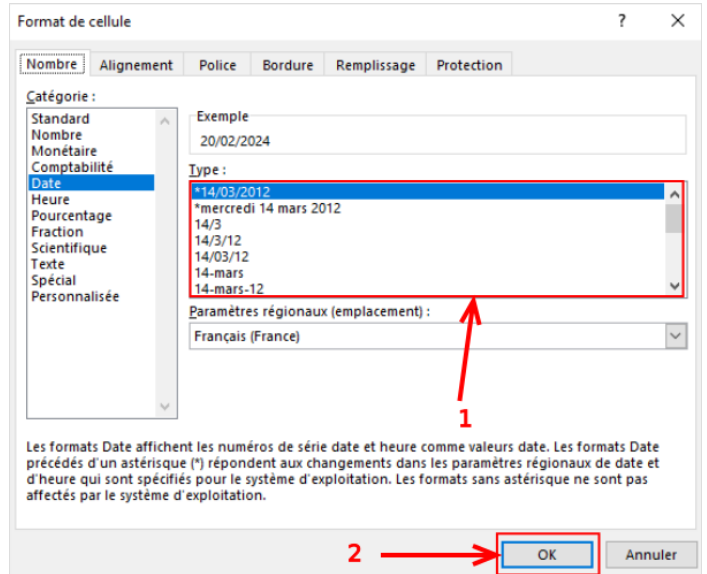 Format de cellule ? X
Nombre Alignement Police Bordure Remplissage Protection
Catégorie :
Standard
Nombre
Monétaire
Comptabilité
Date
Heure
Pourcentage
Fraction
Scientifique
Texte
Spécial
Personnalisée
Exemple
20/02/2024
Type :
*14/03/2012
*mercredi 14 mars 2012
14/3
14/3/12
14/03/12
14-mars
14-mars-12
Paramètres régionaux (emplacement) :
Français (France)
1
Les formats Date affichent les numéros de série date et heure comme valeurs date. Les formats Date
précédés d'un astérisque (*) répondent aux changements dans les paramètres régionaux de date et
d'heure qui sont spécifiés pour le système d'exploitation. Les formats sans astérisque ne sont pas
affectés par le système d'exploitation.
2
OK Annuler